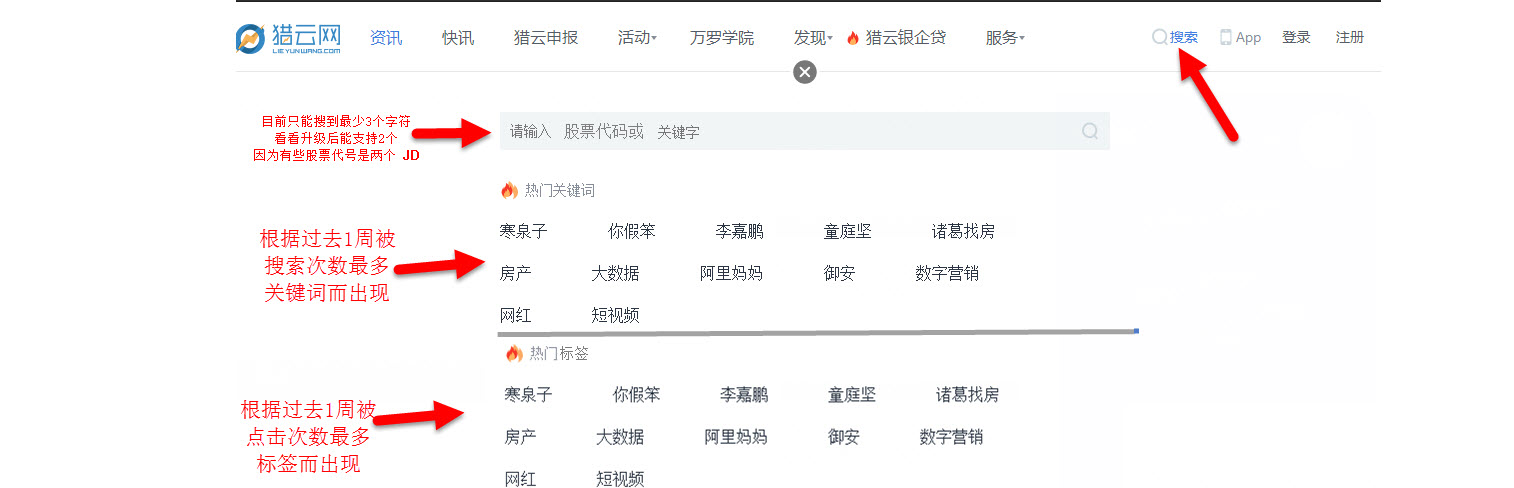 猎云网 资讯 快讯 猎云申报 活动 万罗学院 发现 猎云银企贷 服务 搜索 App 登录 注册
LIEYUNWANG.COM
目前只能搜到最少3个字符
看看升级后能支持2个
因为有些股票代号是两个 JD
请输入 股票代码或 关键字
热门关键词
寒泉子 你假笨 李嘉鹏 童庭坚 诸葛找房
根据过去1周被
搜索次数最多
关键词而出现
房产 大数据 阿里妈妈 御安 数字营销
网红 短视频
热门标签
寒泉子 你假笨 李嘉鹏 童庭坚 诸葛找房
根据过去1周被
点击次数最多
标签而出现
房产 大数据 阿里妈妈 御安 数字营销
网红 短视频